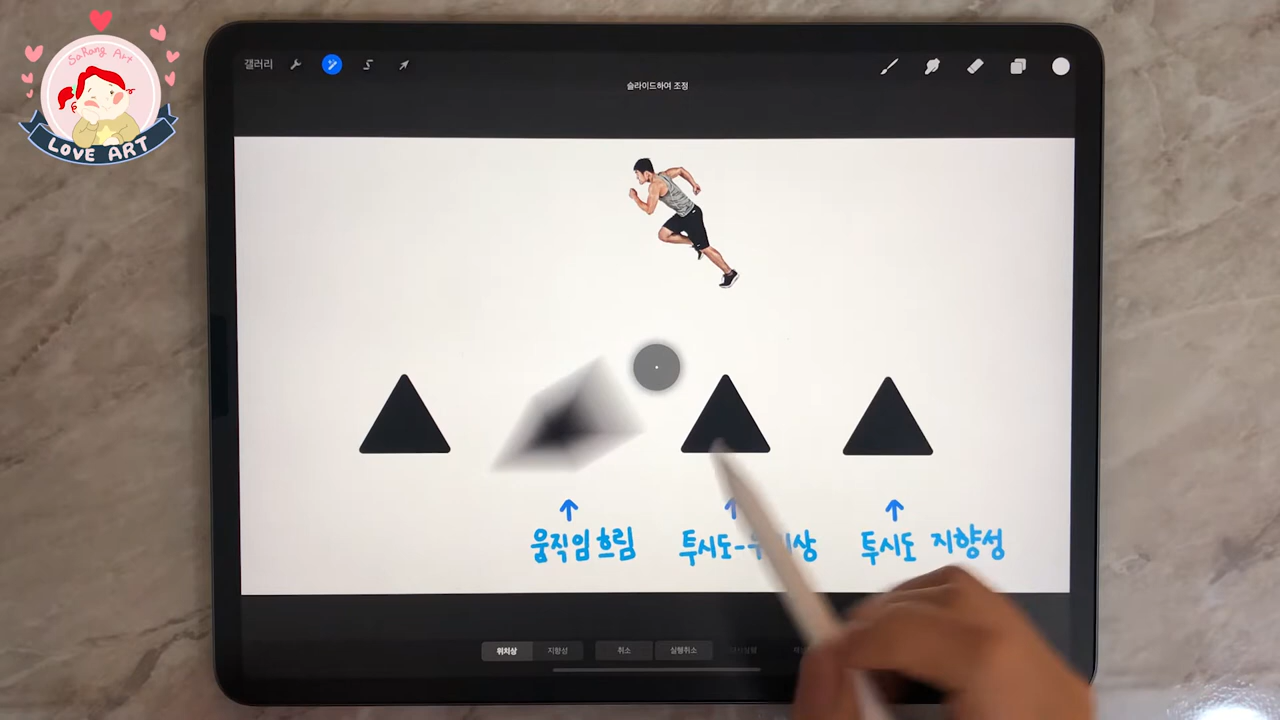 SaRang Art
LOVE ART
갤러리
슬라이드하여 조정
움직임 흐림
투시도-
투시도 지향성
위치상
지향성
취소
실행취소